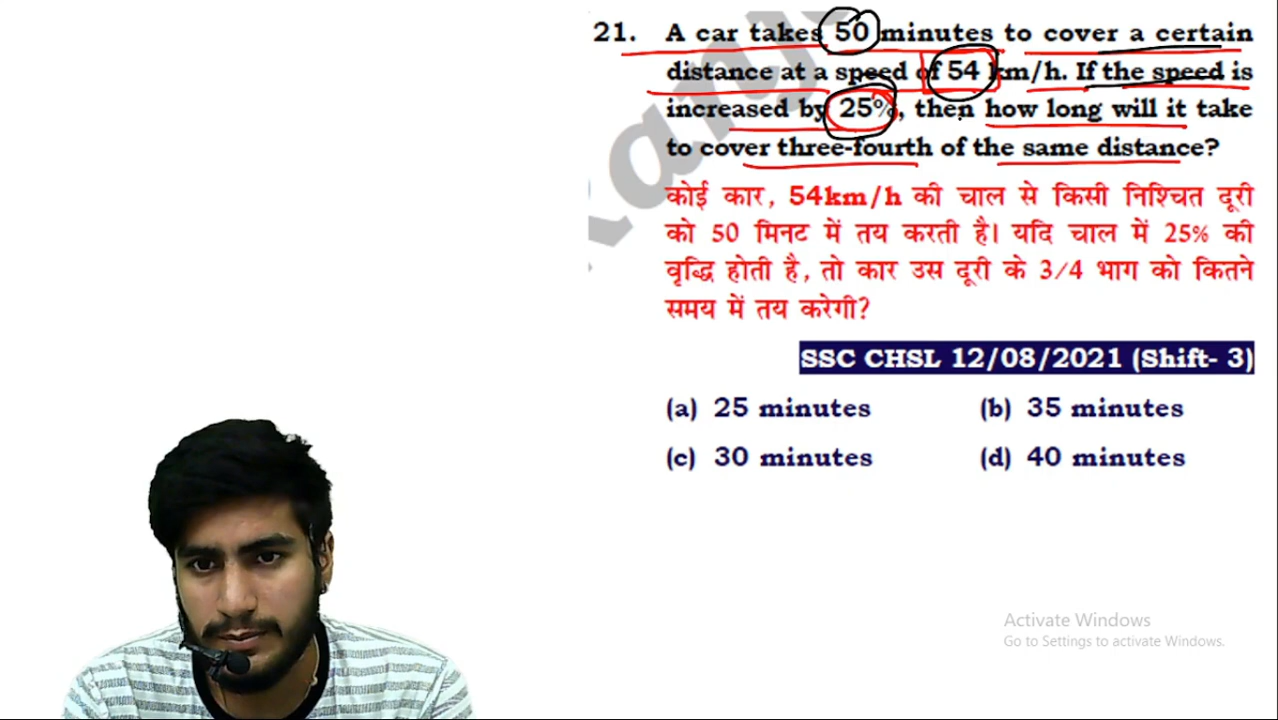 21. A car takes 50 minutes to cover a certain
distance at a speed of 54 km/h. If the speed is
increased by 25%, then how long will it take
to cover three-fourth of the same distance?
कोई कार, 54km/h की चाल से किसी निश्चित दूरी
को 50 मिनट में तय करती है। यदि चाल में 25% की
वृद्धि होती है, तो कार उस दूरी के 3/4 भाग को कितने
समय में तय करेगी?
SSC CHSL 12/08/2021 (Shift- 3)
(a) 25 minutes (b) 35 minutes
(c) 30 minutes (d) 40 minutes
Activate Windows
Go to Settings to activate Windows.